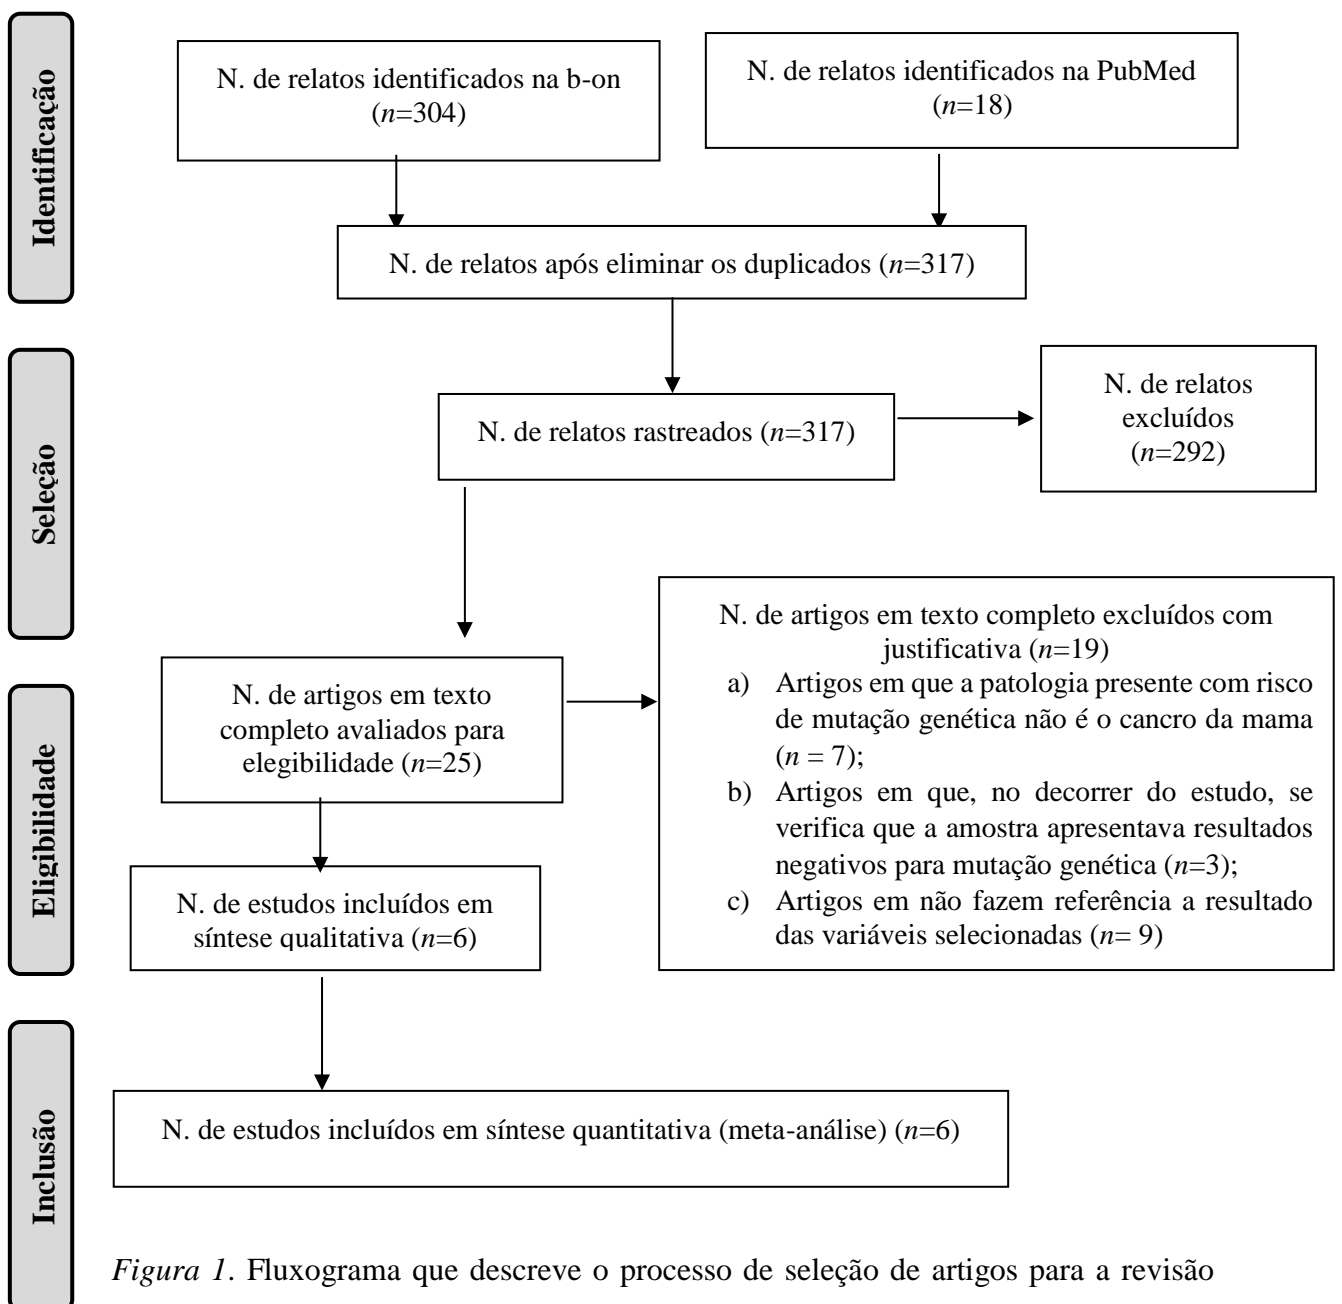 Identificação
N. de relatos identificados na b-on
(n=304)
N. de relatos identificados na PubMed
(n=18)
N. de relatos após eliminar os duplicados (n=317)
Seleção
N. de relatos rastreados (n=317)
N. de relatos
excluídos
(n=292)
Eligibilidade
N. de artigos em texto
completo avaliados para
elegibilidade (n=25)
N. de artigos em texto completo excluídos com
justificativa (n=19)
a) Artigos em que a patologia presente com risco
de mutação genética não é o cancro da mama
(n = 7);
b) Artigos em que, no decorrer do estudo, se
verifica que a amostra apresentava resultados
negativos para mutação genética (n=3);
c) Artigos em não fazem referência a resultado
das variáveis selecionadas (n= 9)
N. de estudos incluídos em
síntese qualitativa (n=6)
Inclusão
N. de estudos incluídos em síntese quantitativa (meta-análise) (n=6)
Figura 1. Fluxograma que descreve o processo de seleção de artigos para a revisão